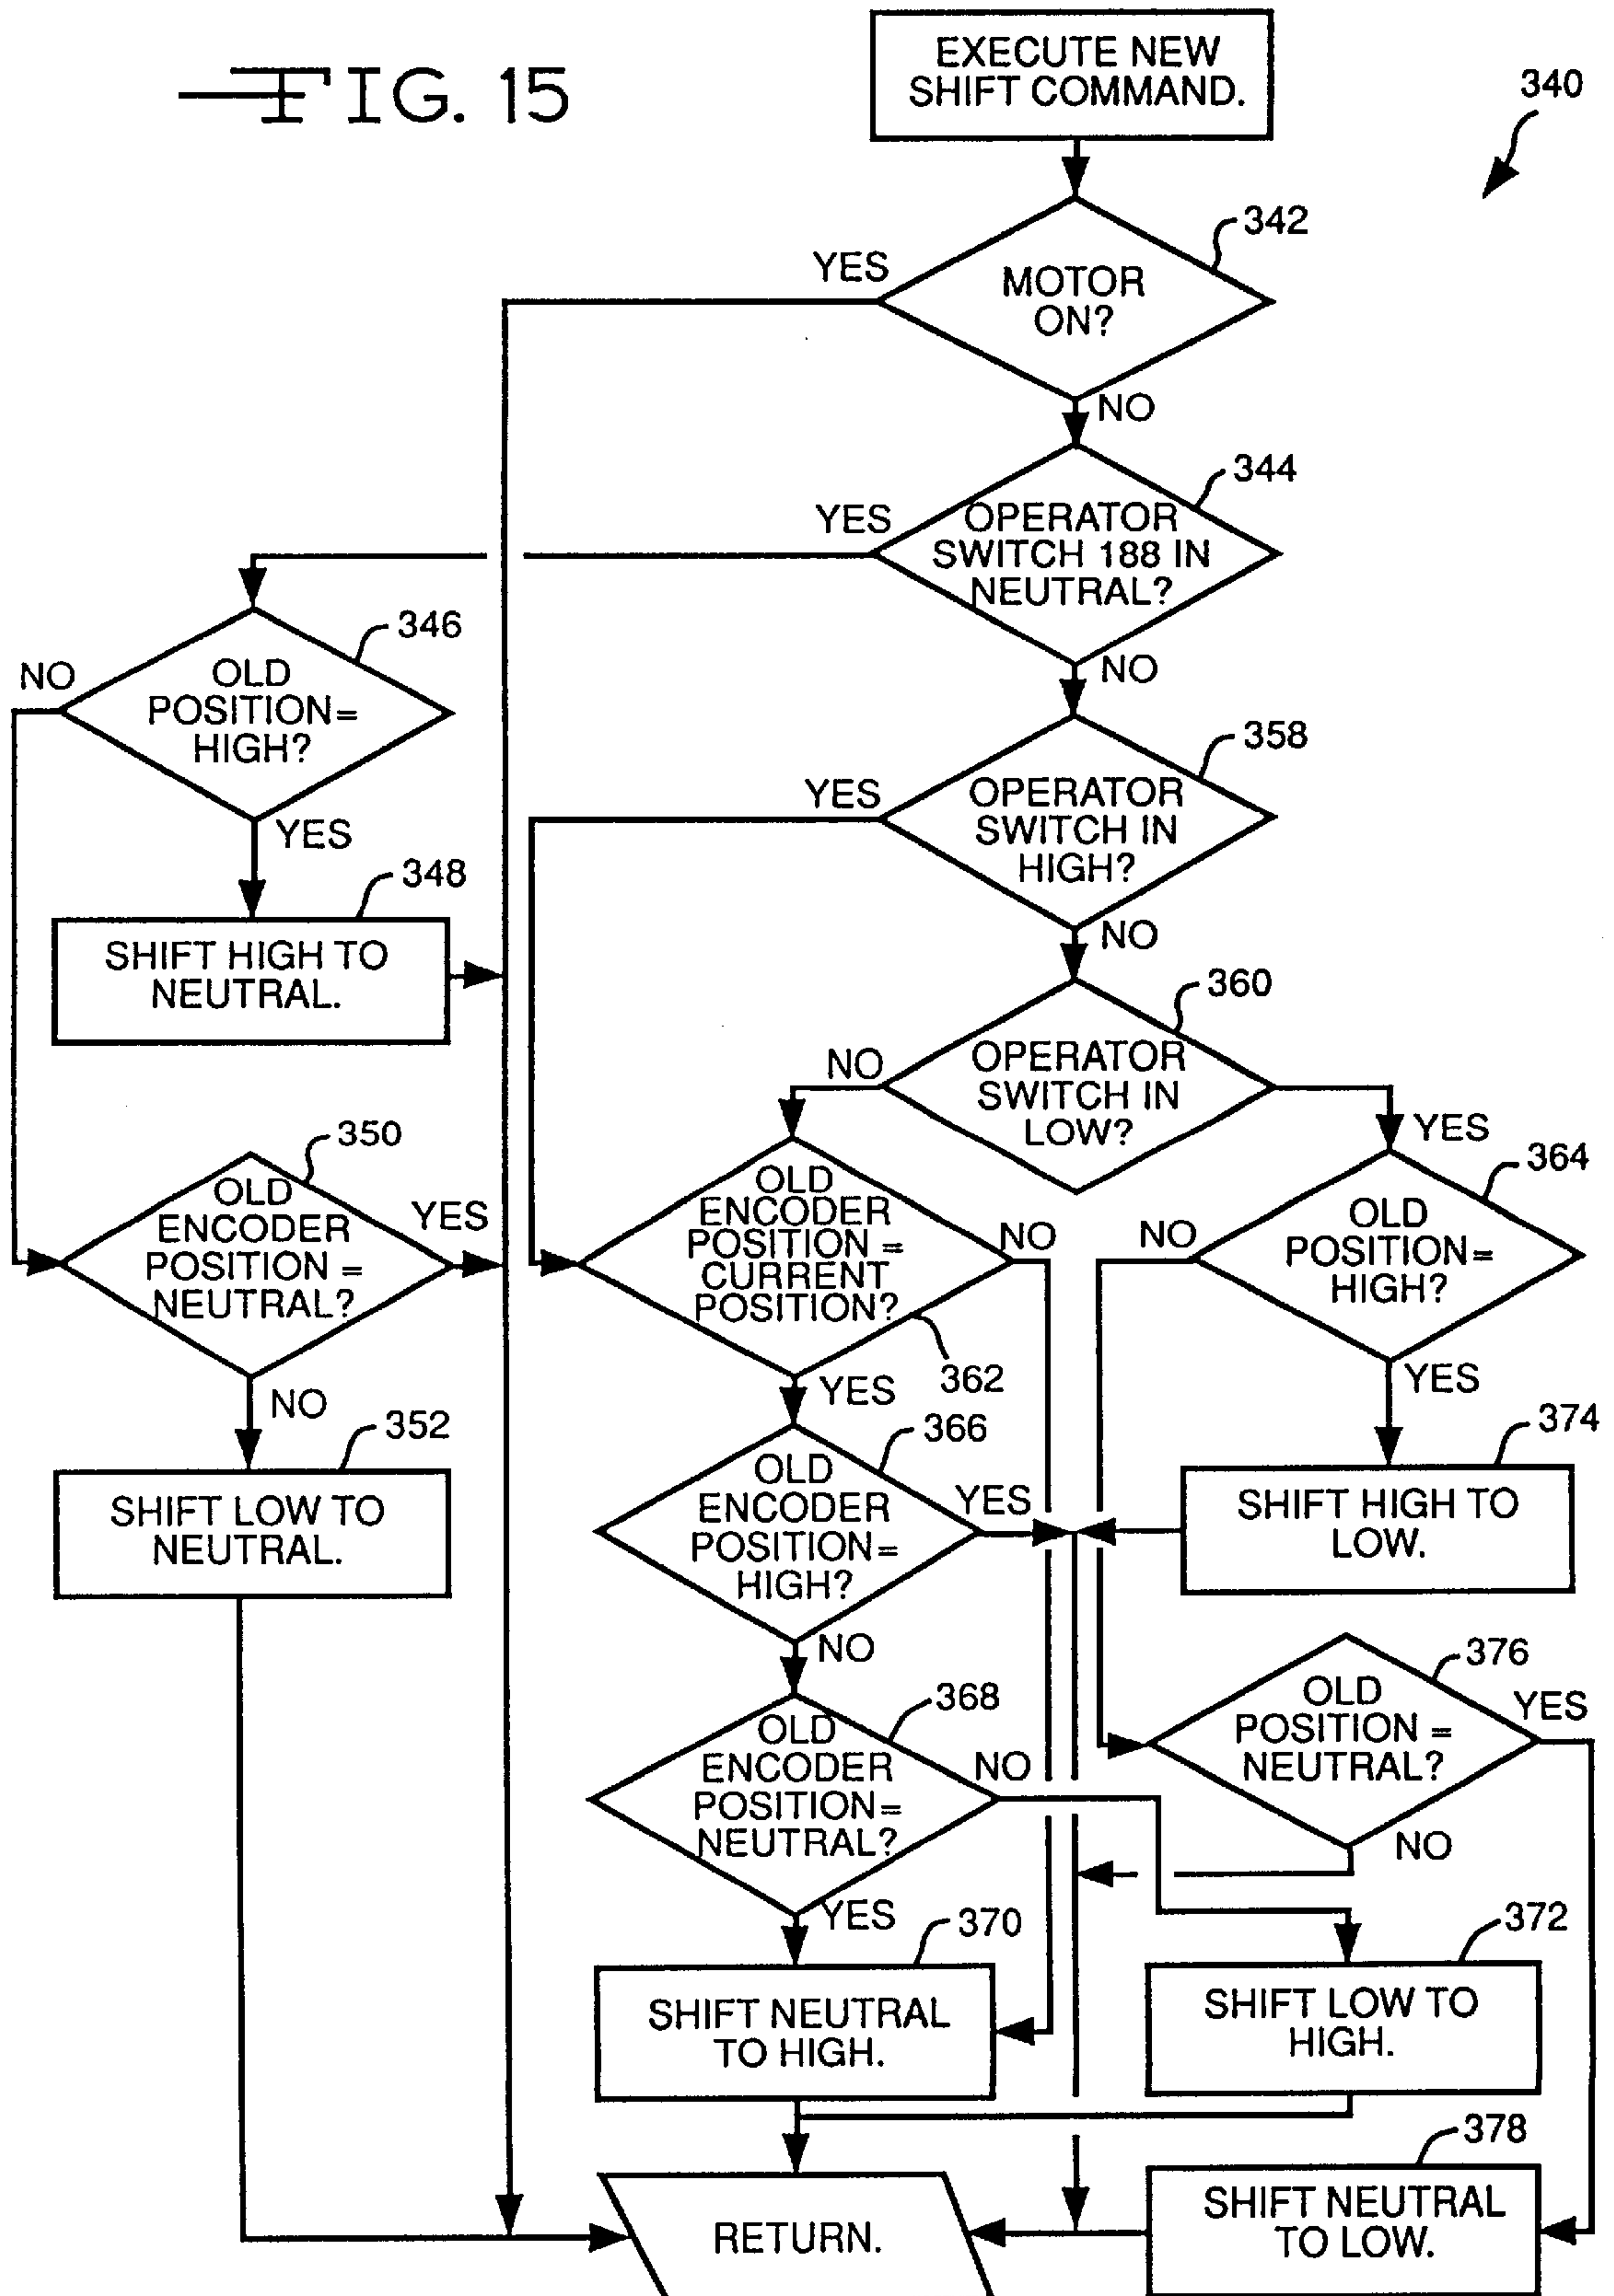 FIG. 15
EXECUTE NEW
SHIFT COMMAND.
340
342
YES
MOTOR
ON?
NO
344
YES
OPERATOR
SWITCH 188 IN
NEUTRAL?
NO
346
NO
OLD
POSITION=
HIGH?
YES
358
YES
OPERATOR
SWITCH IN
HIGH?
NO
348
SHIFT HIGH TO
NEUTRAL.
360
NO
OPERATOR
SWITCH IN
LOW?
YES
350
OLD
ENCODER
POSITION =
NEUTRAL?
YES
NO
OLD
ENCODER
POSITION =
CURRENT
POSITION?
NO
362
YES
364
NO
OLD
POSITION=
HIGH?
YES
352
SHIFT LOW TO
NEUTRAL.
366
OLD
ENCODER
POSITION=
HIGH?
YES
NO
374
SHIFT HIGH TO
LOW.
368
OLD
ENCODER
POSITION=
NEUTRAL?
NO
YES
376
OLD
POSITION =
NEUTRAL?
YES
NO
370
SHIFT NEUTRAL
TO HIGH.
372
SHIFT LOW TO
HIGH.
378
RETURN.
SHIFT NEUTRAL
TO LOW.